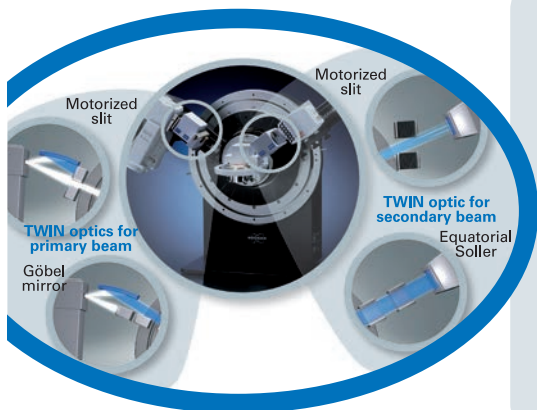 Motorized
slit
TWIN optics for
primary beam
Göbel
mirror
Motorized
slit
TWIN optic for
secondary beam
Equatorial
Soller